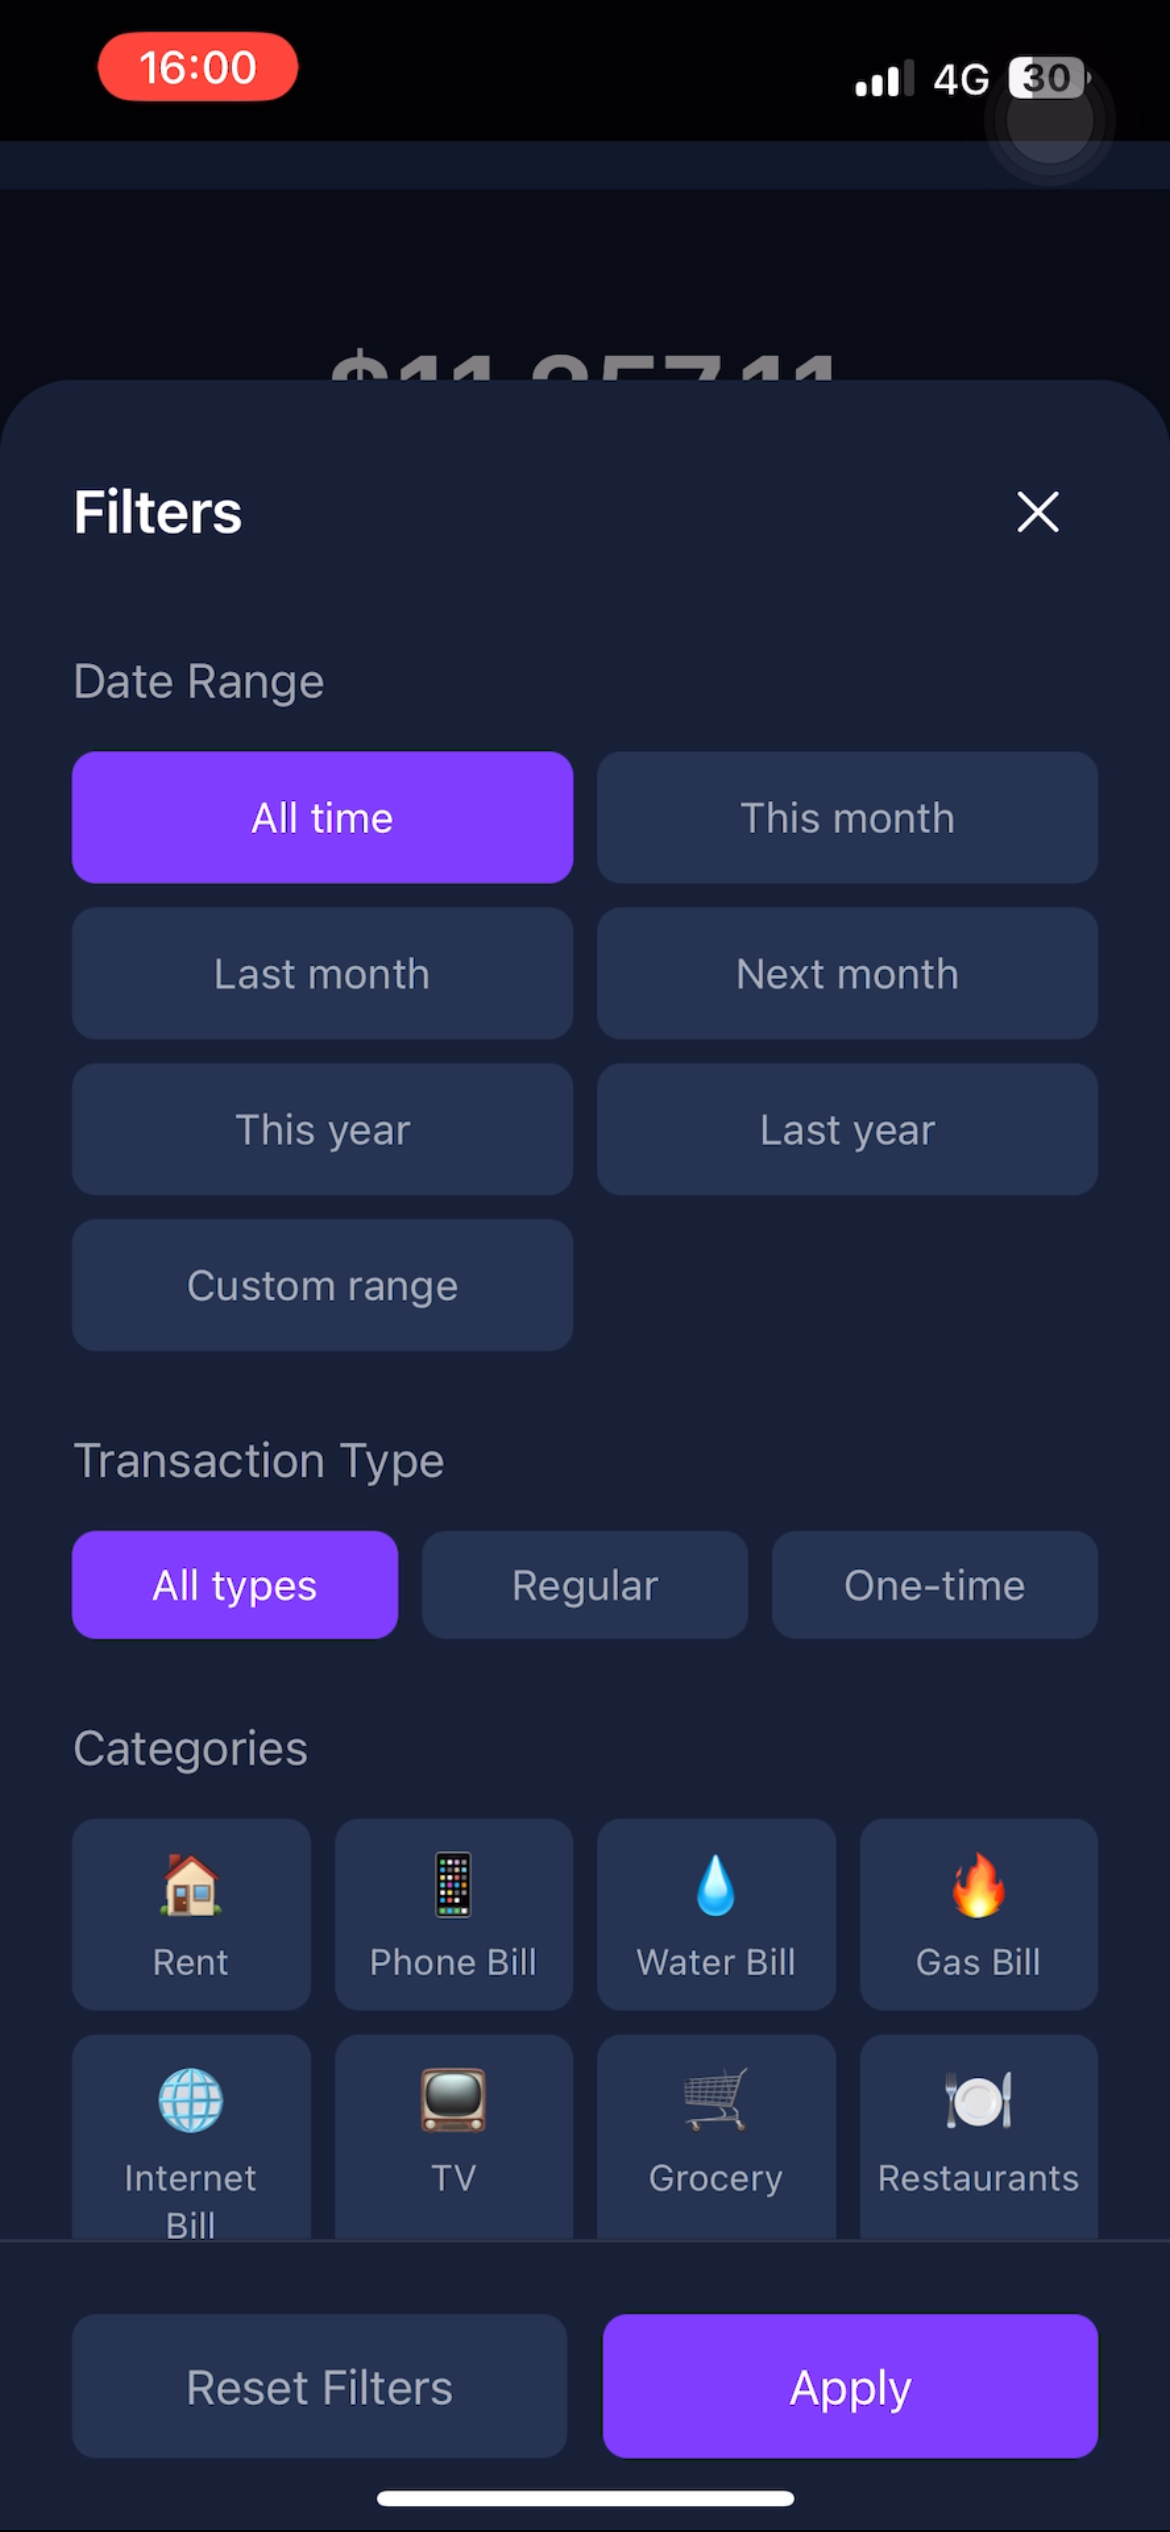 16:00
4G 30
Filters
Date Range
All time
This month
Last month
Next month
This year
Last year
Custom range
Transaction Type
All types
Regular
One-time
Categories
Rent
Phone Bill
Water Bill
Gas Bill
Internet
Bill
TV
Grocery
Restaurants
Reset Filters
Apply